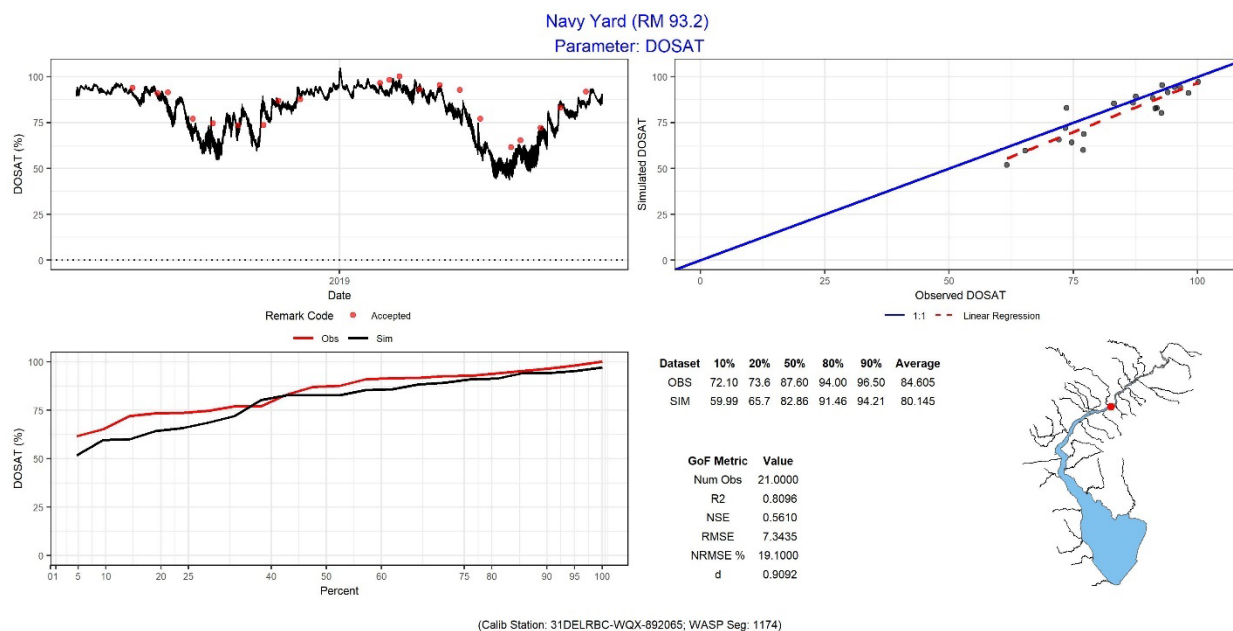 Navy Yard (RM 93.2)
Parameter: DOSAT
100
75
50
25
0
DOSAT (%)
2019
Date
Remark Code Accepted
100
75
50
25
0
Simulated DOSAT
0 25 50 75 100
Observed DOSAT
1:1 Linear Regression
Obs Sim
100
75
50
25
0
DOSAT (%)
01 5 10 20 25 40 50 60 75 80 90 95 100
Percent
Dataset 10% 20% 50% 80% 90% Average
OBS 72.10 73.6 87.60 94.00 96.50 84.605
SIM 59.99 65.7 82.86 91.46 94.21 80.145
GoF Metric Value
Num Obs 21.0000
R2 0.8096
NSE 0.5610
RMSE 7.3435
NRMSE % 19.1000
d 0.9092
(Calib Station: 31DELRBC-WQX-892065; WASP Seg: 1174)